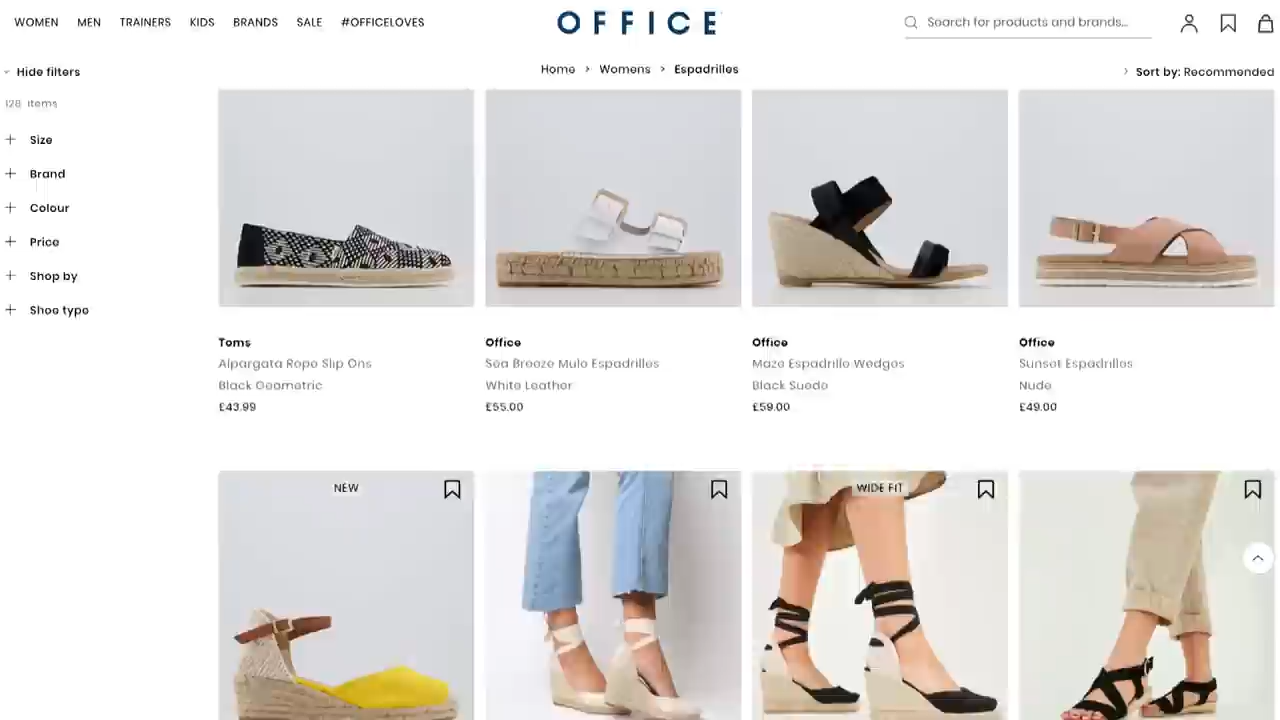 WOMEN MEN TRAINERS KIDS BRANDS SALE #OFFICELOVES
OFFICE
Search for products and brands...
Hide filters
Home > Womens > Espadrilles
Sort by: Recommended
128 items
Size
Brand
Colour
Price
Shop by
Shoe type
Toms
Alpargata Rope Slip Ons
Black Geometric
£43.99
Office
Sea Breeze Mule Espadrilles
White Leather
£55.00
Office
Maze Espadrille Wedges
Black Suede
£59.00
Office
Sunset Espadrilles
Nude
£49.00
NEW
WIDE FIT